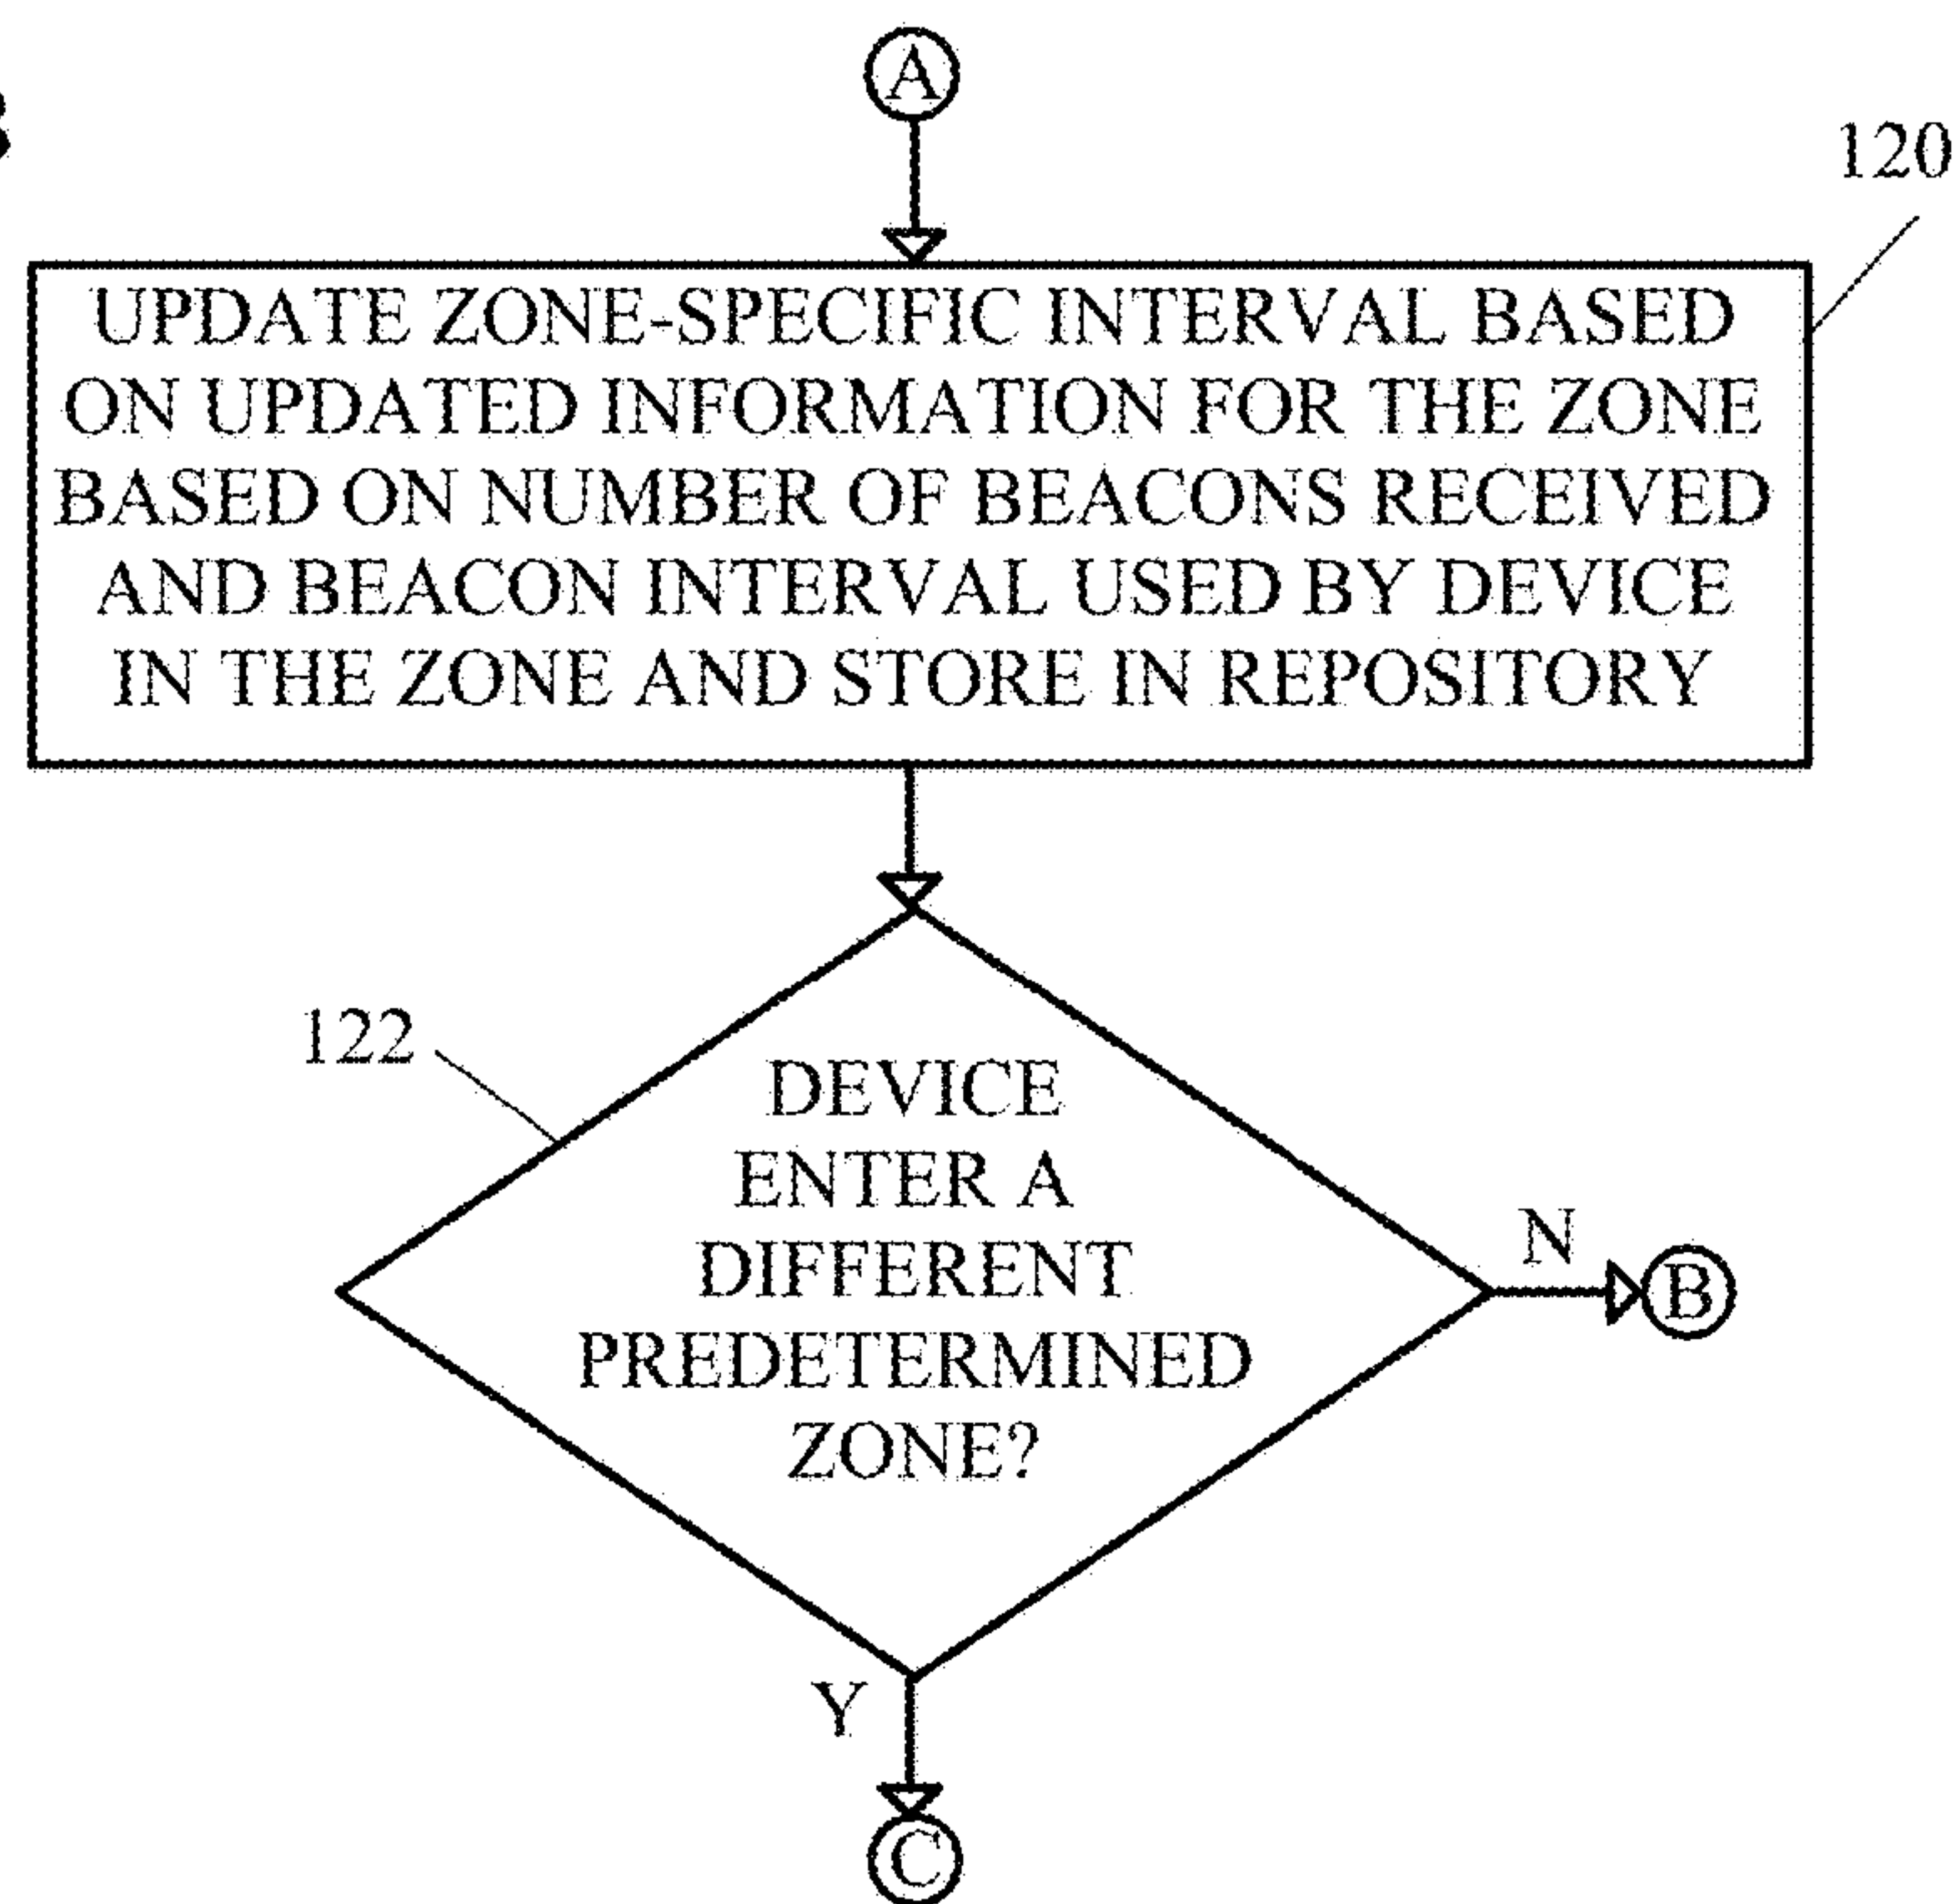 A
120
UPDATE ZONE-SPECIFIC INTERVAL BASED
ON UPDATED INFORMATION FOR THE ZONE
BASED ON NUMBER OF BEACONS RECEIVED
AND BEACON INTERVAL USED BY DEVICE
IN THE ZONE AND STORE IN REPOSITORY
122
DEVICE
ENTER A
DIFFERENT
PREDETERMINED
ZONE?
N
B
Y
C